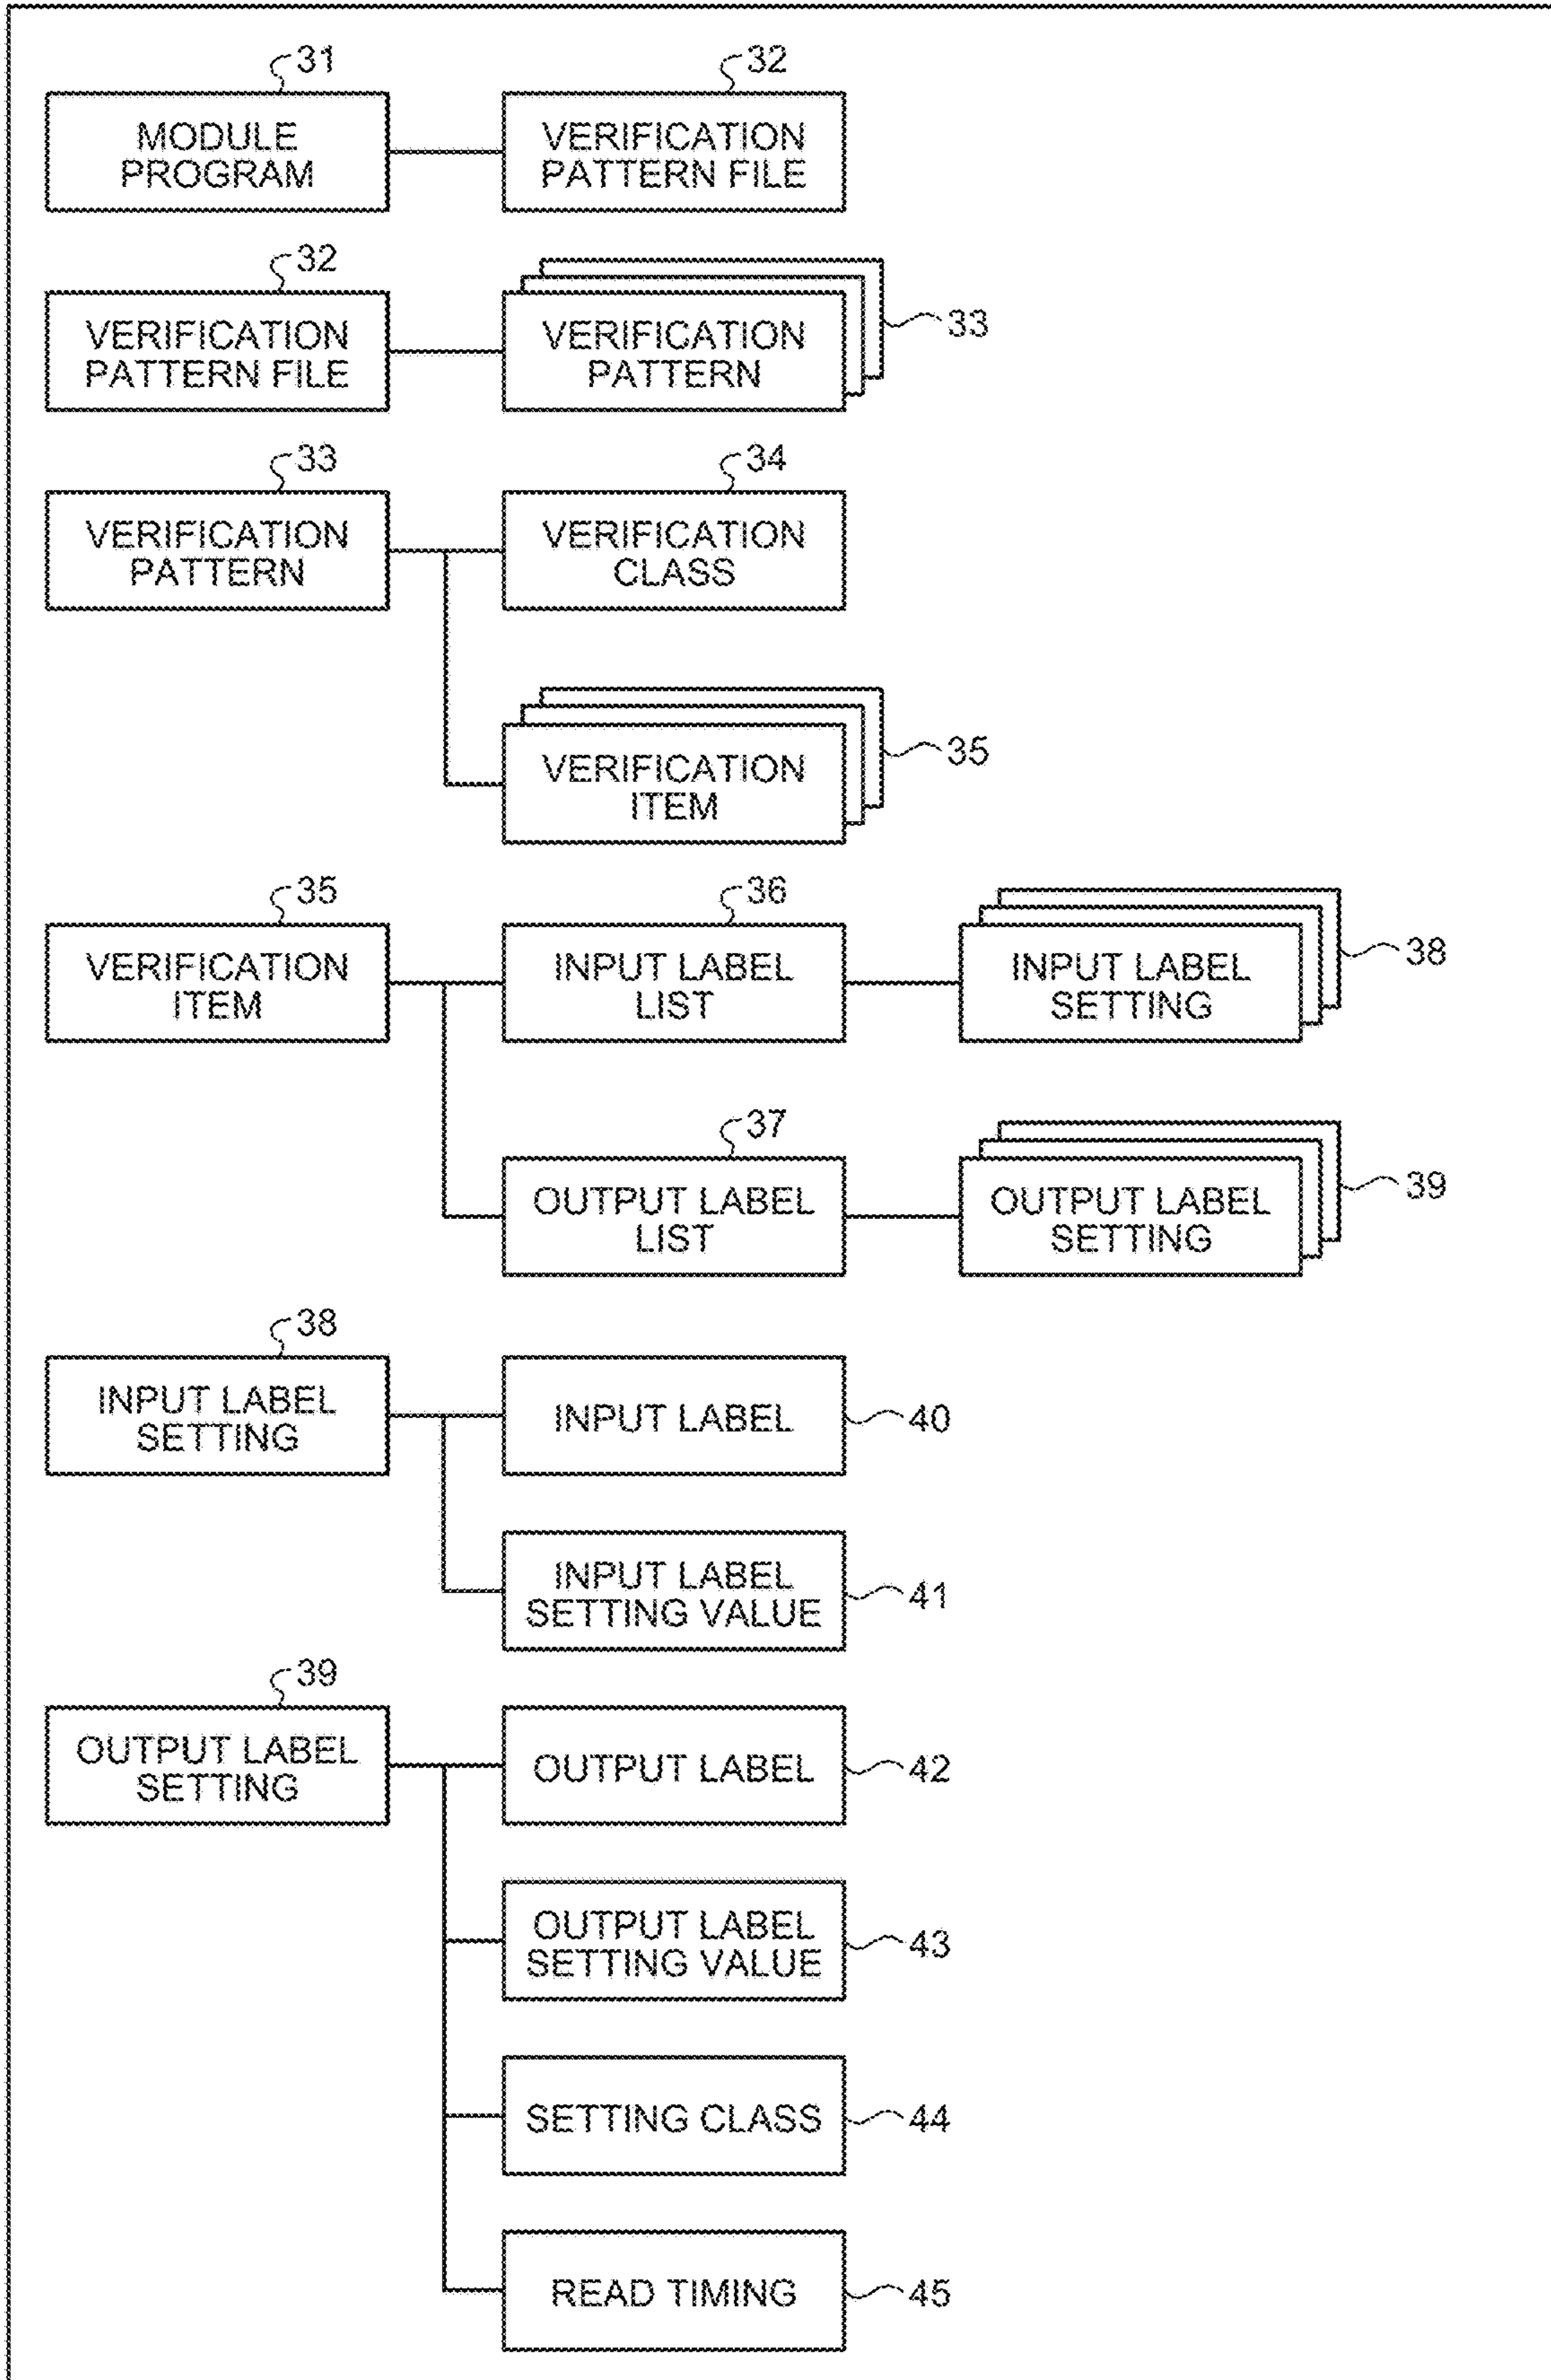 31
32
MODULE
PROGRAM
VERIFICATION
PATTERN FILE
32
VERIFICATION
PATTERN FILE
VERIFICATION
PATTERN
33
33
34
VERIFICATION
PATTERN
VERIFICATION
CLASS
VERIFICATION
ITEM
35
35
36
VERIFICATION
ITEM
INPUT LABEL
LIST
INPUT LABEL
SETTING
38
37
OUTPUT LABEL
LIST
OUTPUT LABEL
SETTING
39
38
INPUT LABEL
SETTING
INPUT LABEL
40
INPUT LABEL
SETTING VALUE
41
39
OUTPUT LABEL
SETTING
OUTPUT LABEL
42
OUTPUT LABEL
SETTING VALUE
43
SETTING CLASS
44
READ TIMING
45